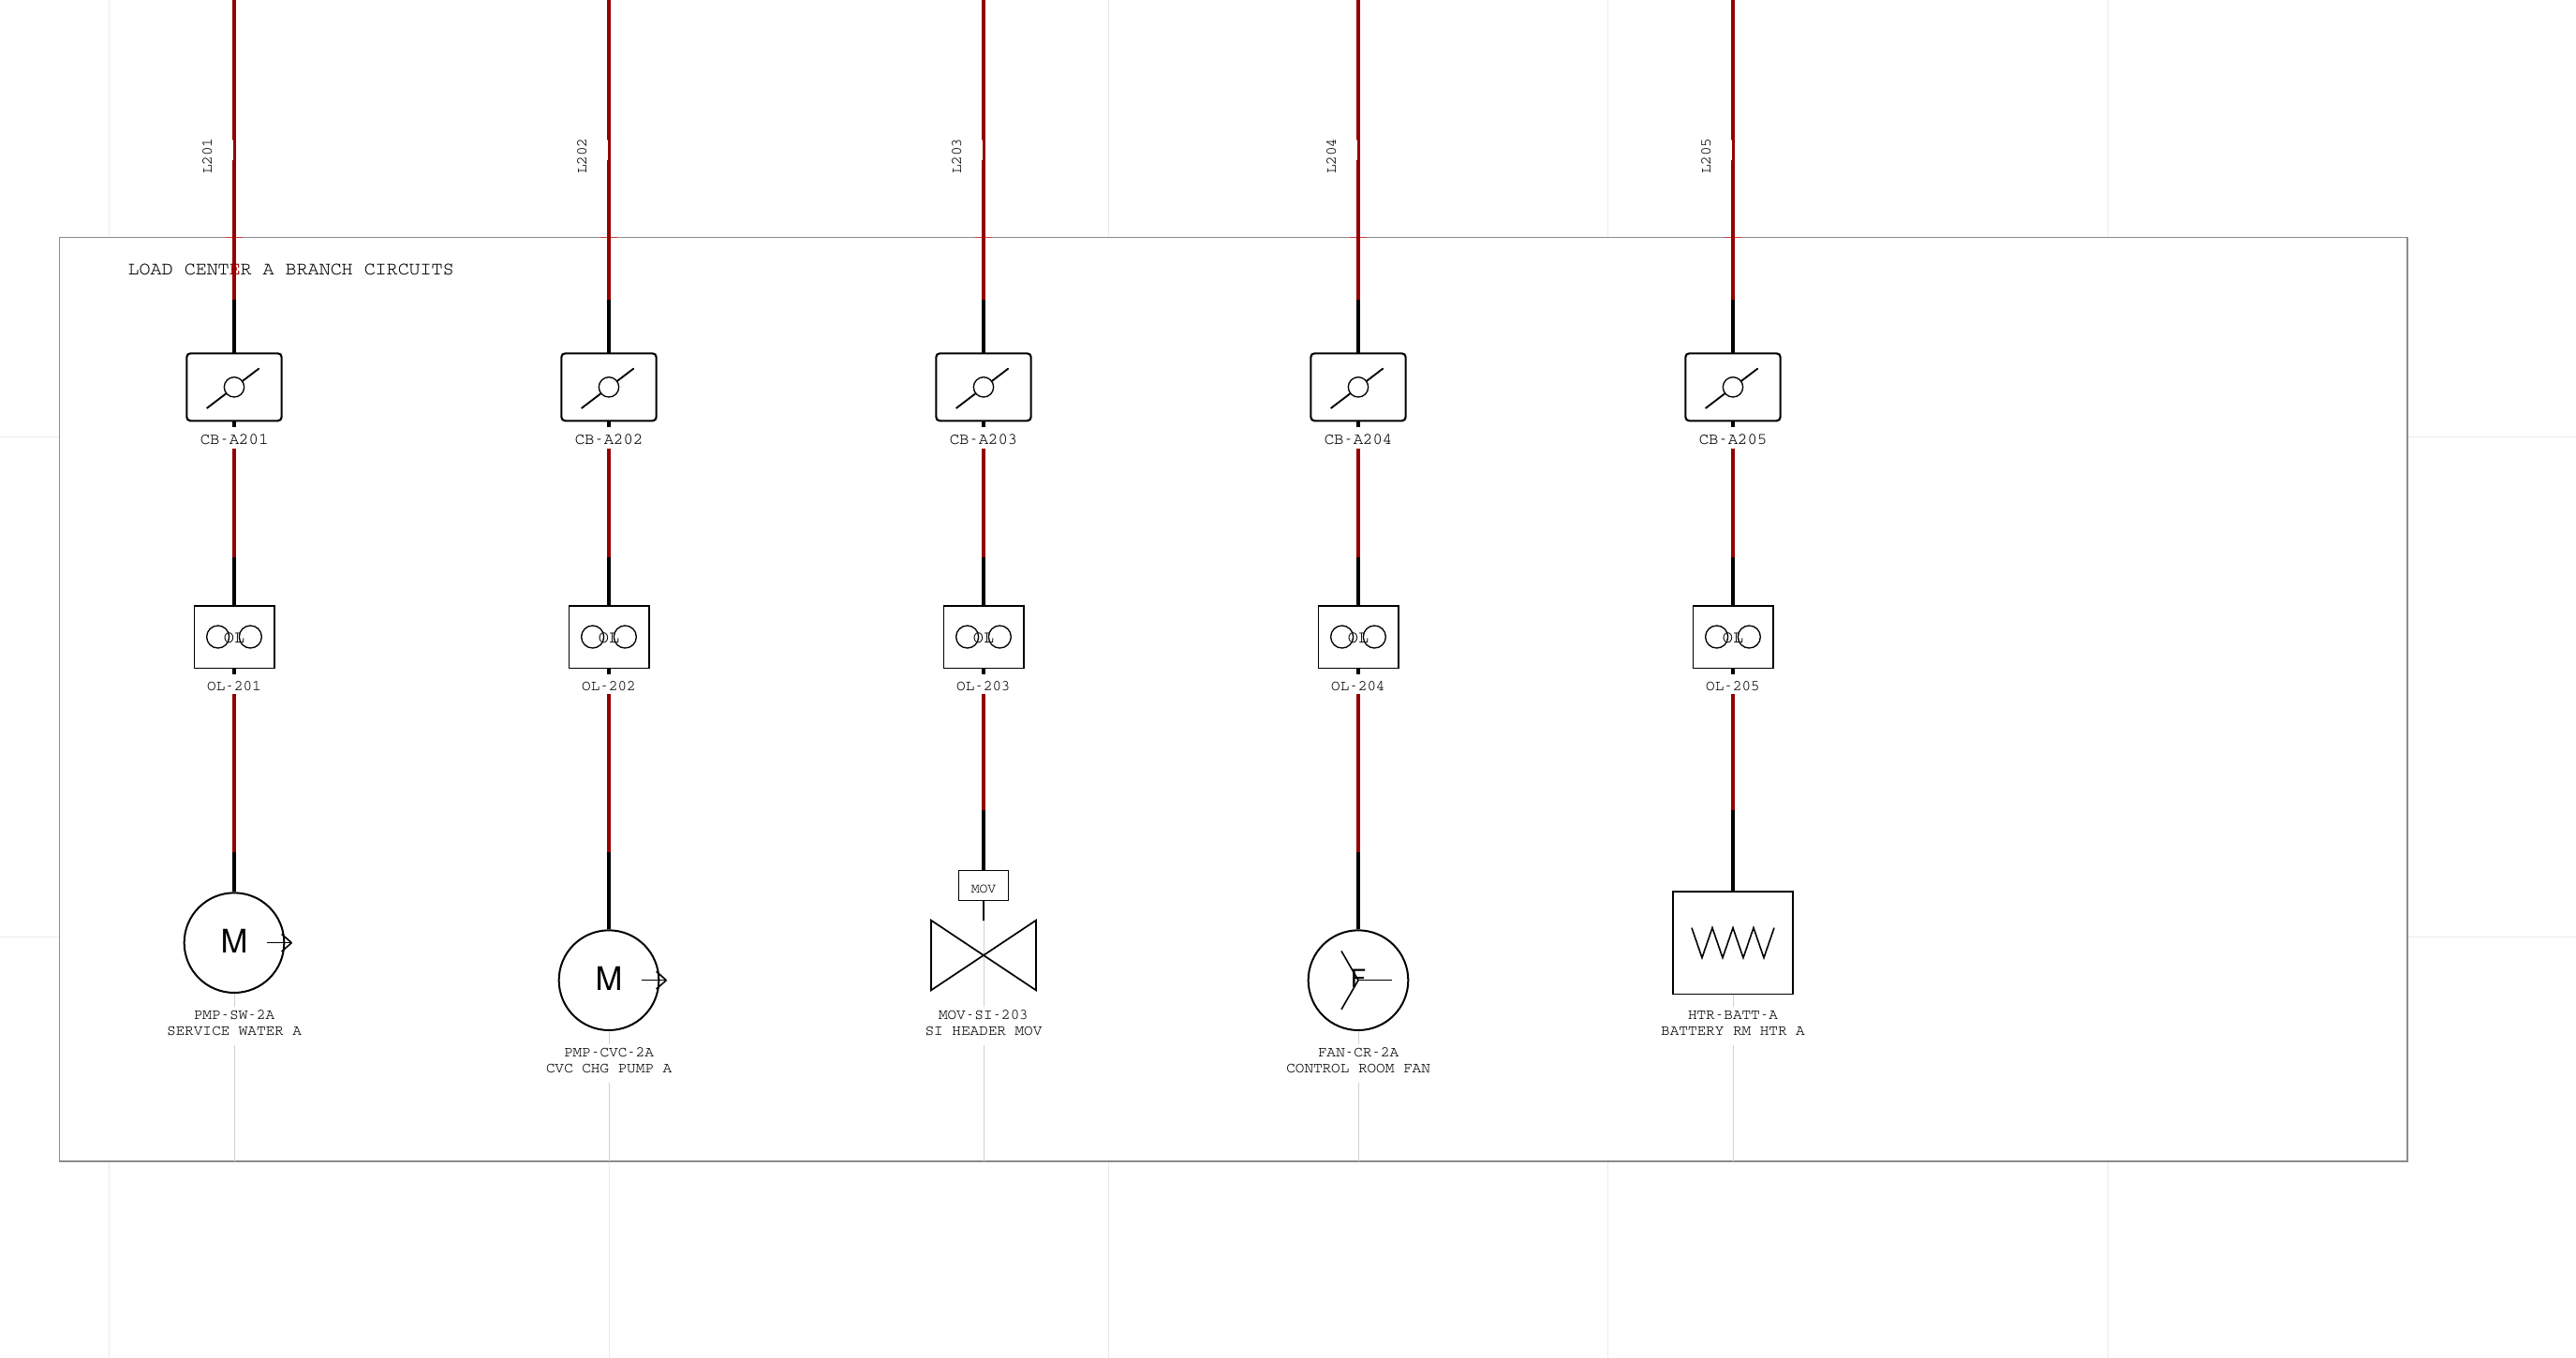 L201
L202
L203
L204
L205
LOAD CENTER A BRANCH CIRCUITS
CB-A201
CB-A202
CB-A203
CB-A204
CB-A205
OL
OL
OL
OL
OL
OL-201
OL-202
OL-203
OL-204
OL-205
MOV
M
M
F
PMP-SW-2A
SERVICE WATER A
MOV-SI-203
SI HEADER MOV
HTR-BATT-A
BATTERY RM HTR A
PMP-CVC-2A
CVC CHG PUMP A
FAN-CR-2A
CONTROL ROOM FAN